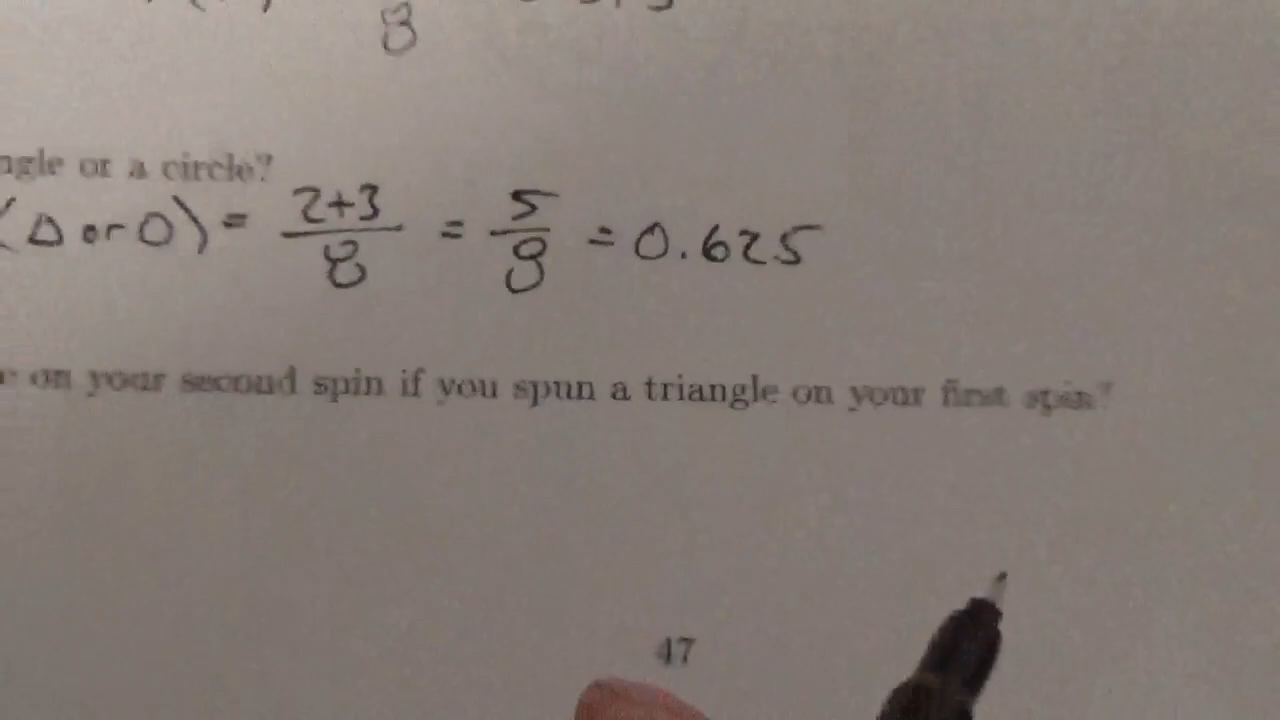 8
or a circle?
(△ or O) = 2+3/8 = 5/8 = 0.625
on your second spin if you spun a triangle on your first spin?
47